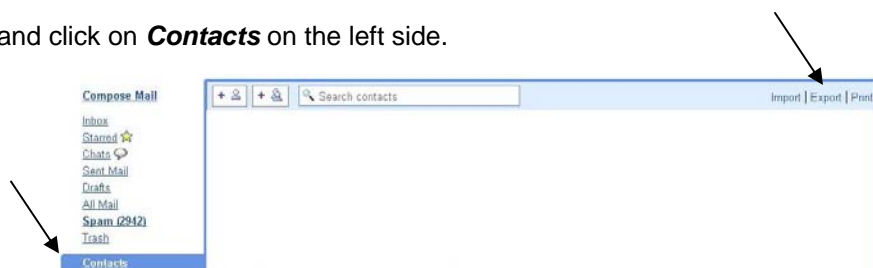 and click on Contacts on the left side.
Compose Mail
Search contacts
Import | Export | Print
Inbox
Starred
Chats
Sent Mail
Drafts
All Mail
Spam (2942)
Trash
Contacts